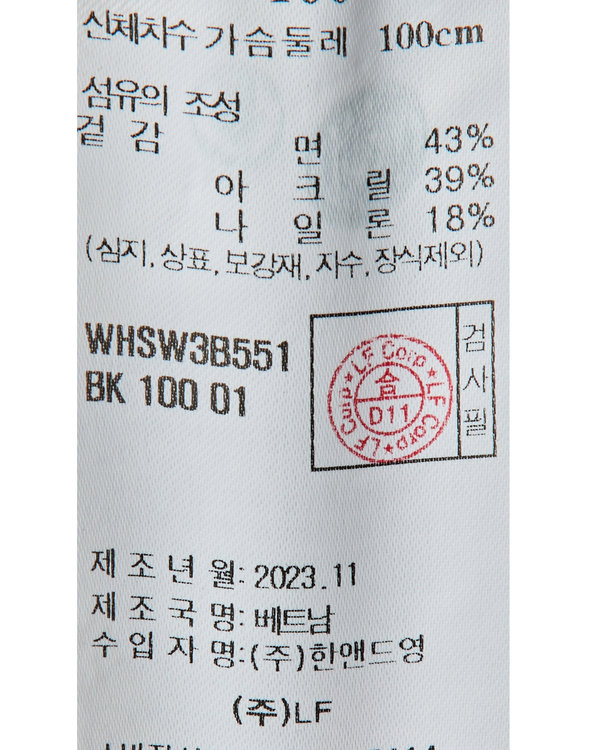 신체치수 가슴둘레 100cm
섬유의 조성
겉 감
면 43%
아 크 릴 39%
나 일 론 18%
(심지, 상표, 보강재, 자수, 장식제외)
WHSW3B551
BK 100 01
검사필
LF Corp★LF Corp★LF Corp★
合
D11
제 조 년 월: 2023.11
제 조 국 명: 베트남
수 입 자 명: (주)한앤드영
(주)LF